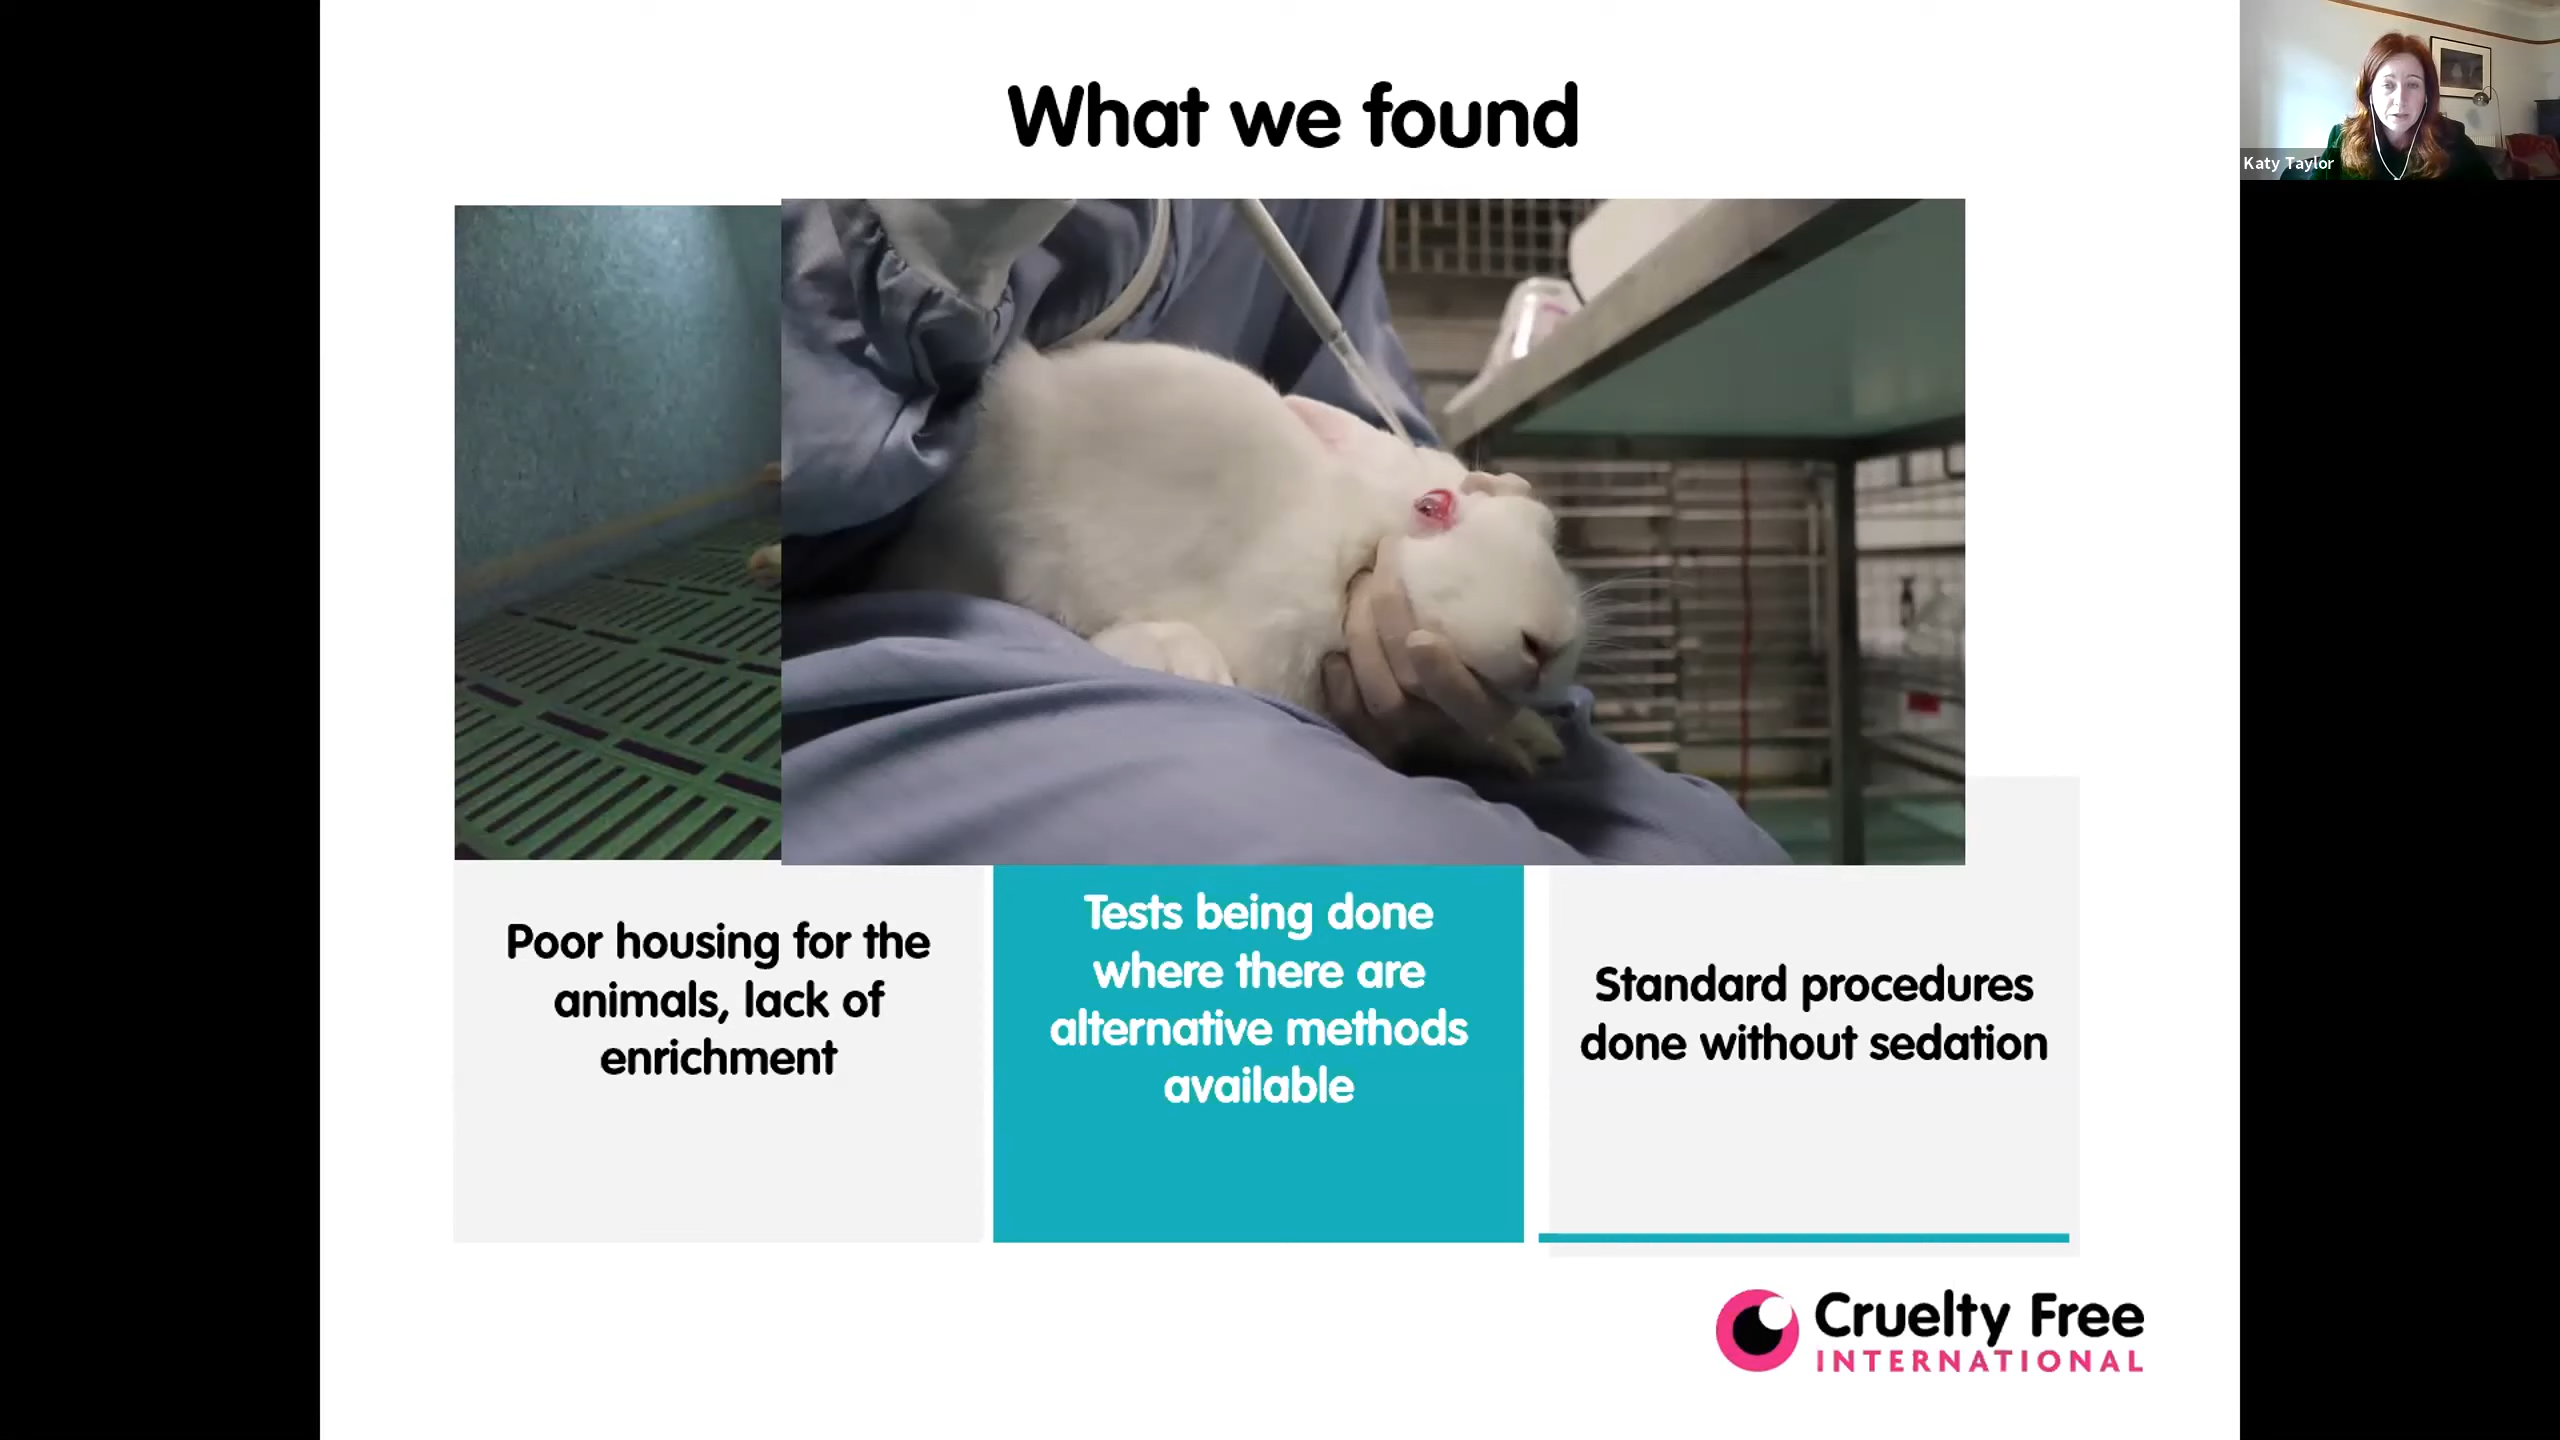 What we found
Katy Taylor
Poor housing for the
animals, lack of
enrichment
Tests being done
where there are
alternative methods
available
Standard procedures
done without sedation
Cruelty Free
INTERNATIONAL